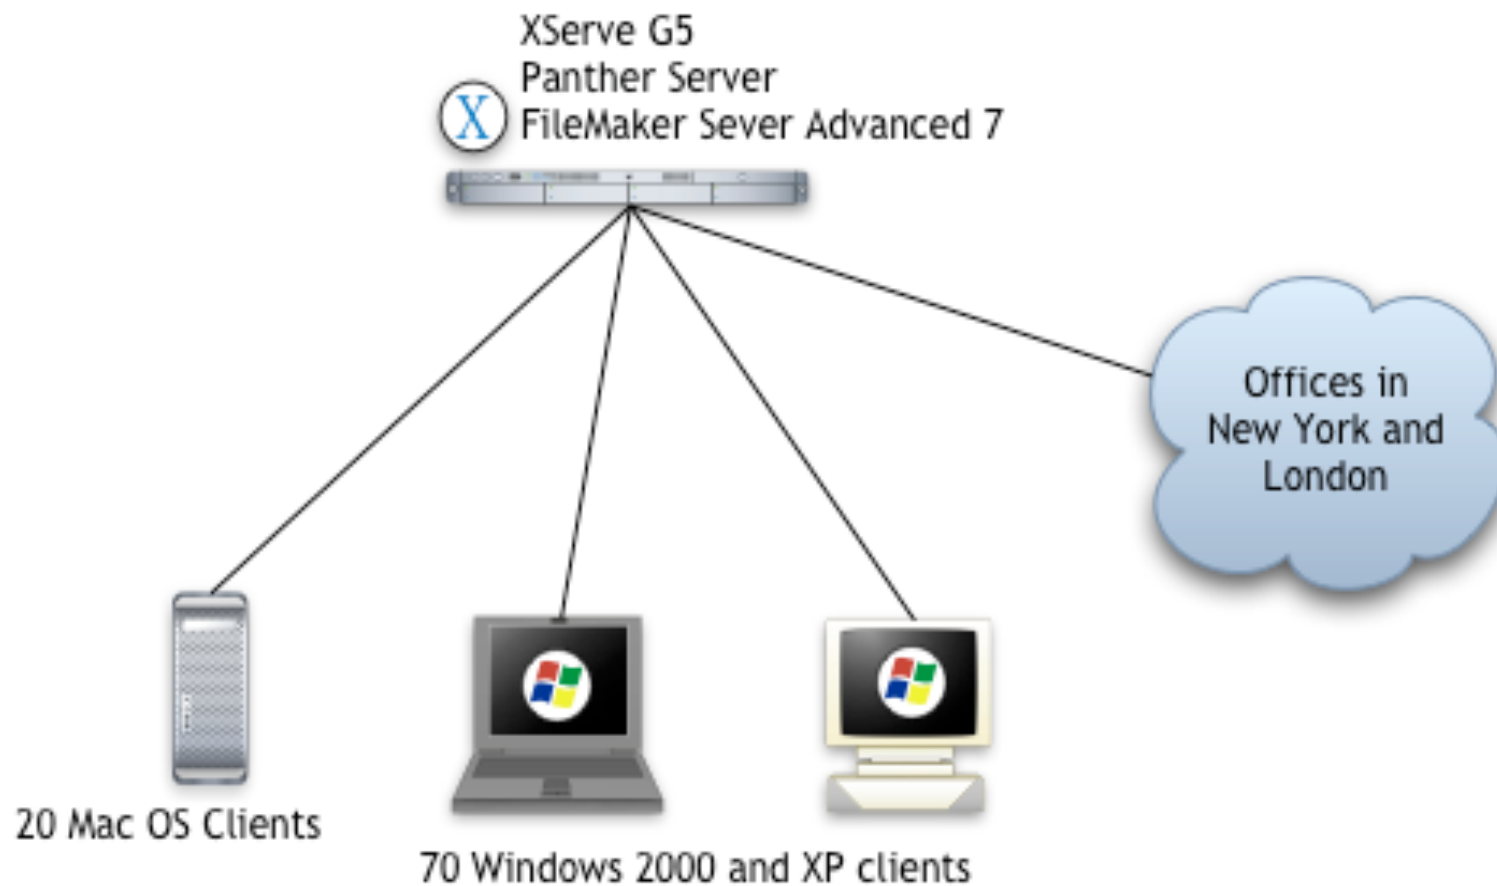 XServe G5
Panther Server
X
FileMaker Sever Advanced 7
Offices in
New York and
London
20 Mac OS Clients
70 Windows 2000 and XP clients